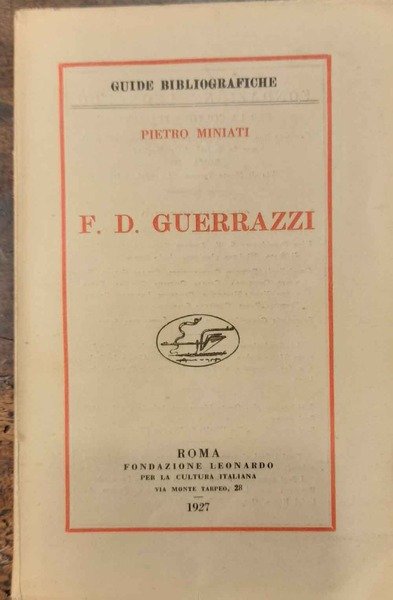 GUIDE BIBLIOGRAFICHE
PIETRO MINIATI
F. D. GUERRAZZI
ROMA
FONDAZIONE LEONARDO
PER LA CULTURA ITALIANA
VIA MONTE TARPEO, 28
1927